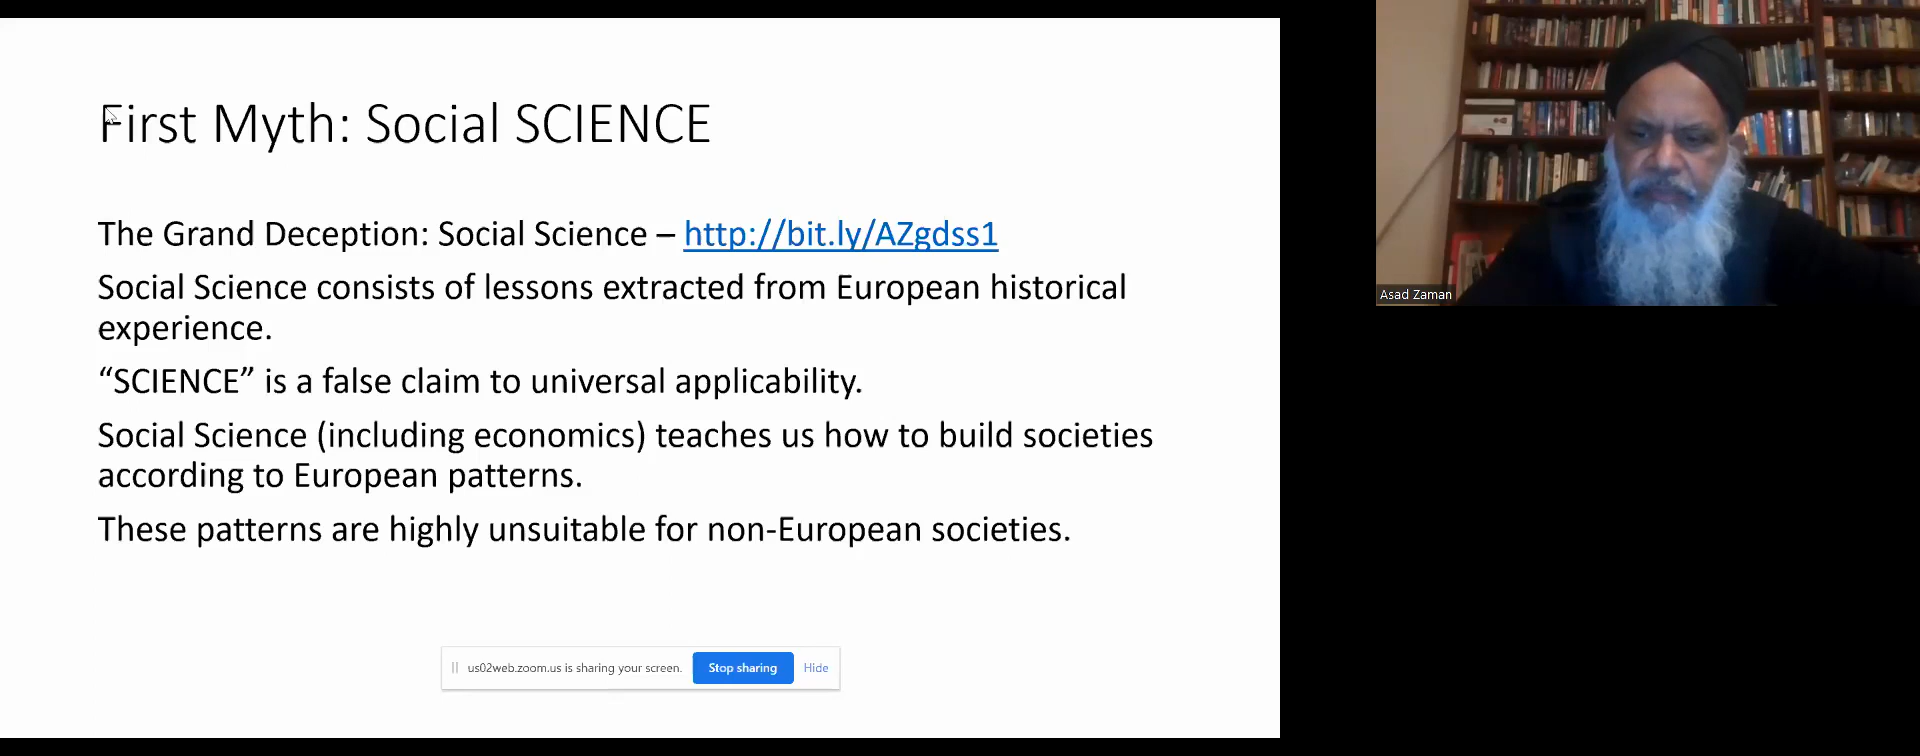 First Myth: Social SCIENCE
The Grand Deception: Social Science – http://bit.ly/AZgdss1
Social Science consists of lessons extracted from European historical
experience.
“SCIENCE” is a false claim to universal applicability.
Social Science (including economics) teaches us how to build societies
according to European patterns.
These patterns are highly unsuitable for non-European societies.
us02web.zoom.us is sharing your screen.
Stop sharing
Hide
Asad Zaman